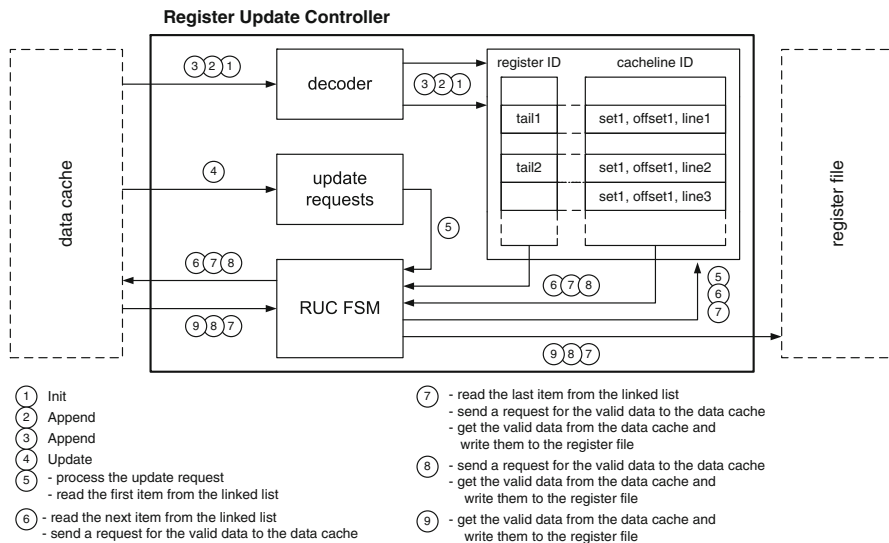 Register Update Controller
data cache
3 2 1
decoder
3 2 1
register ID
cacheline ID
tail1
set1, offset1, line1
tail2
set1, offset1, line2
set1, offset1, line3
register file
4
update
requests
5
6 7 8
RUC FSM
9 8 7
6 7 8
5
6
7
9 8 7
1 Init
2 Append
3 Append
4 Update
5 - process the update request
- read the first item from the linked list
6 - read the next item from the linked list
- send a request for the valid data to the data cache
7 - read the last item from the linked list
- send a request for the valid data to the data cache
- get the valid data from the data cache and
write them to the register file
8 - send a request for the valid data to the data cache
- get the valid data from the data cache and
write them to the register file
9 - get the valid data from the data cache and
write them to the register file